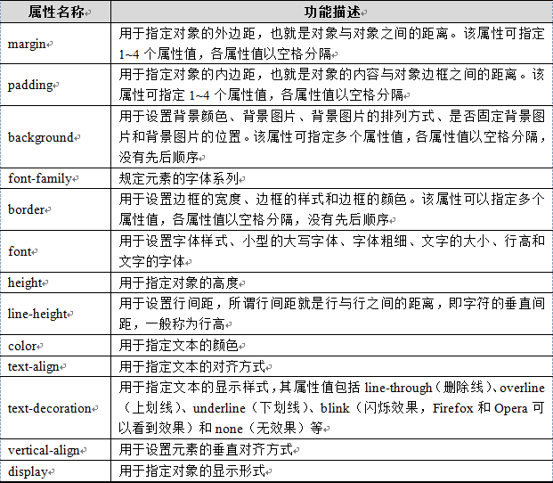 属性名称 功能描述
margin 用于指定对象的外边距，也就是对象与对象之间的距离。该属性可指定
1~4 个属性值，各属性值以空格分隔
padding 用于指定对象的内边距，也就是对象的内容与对象边框之间的距离。该
属性可指定 1~4 个属性值，各属性值以空格分隔
background 用于设置背景颜色、背景图片、背景图片的排列方式、是否固定背景图
片和背景图片的位置。该属性可指定多个属性值，各属性值以空格分隔，
没有先后顺序
font-family 规定元素的字体系列
border 用于设置边框的宽度、边框的样式和边框的颜色。该属性可以指定多个
属性值，各属性值以空格分隔，没有先后顺序
font 用于设置字体样式、小型的大写字体、字体粗细、文字的大小、行高和
文字的字体
height 用于指定对象的高度
line-height 用于设置行间距，所谓行间距就是行与行之间的距离，即字符的垂直间
距，一般称为行高
color 用于指定文本的颜色
text-align 用于指定文本的对齐方式
text-decoration 用于指定文本的显示样式，其属性值包括 line-through（删除线）、overline
（上划线）、underline（下划线）、blink（闪烁效果，Firefox 和 Opera 可
以看到效果）和 none（无效果）等
vertical-align 用于设置元素的垂直对齐方式
display 用于指定对象的显示形式